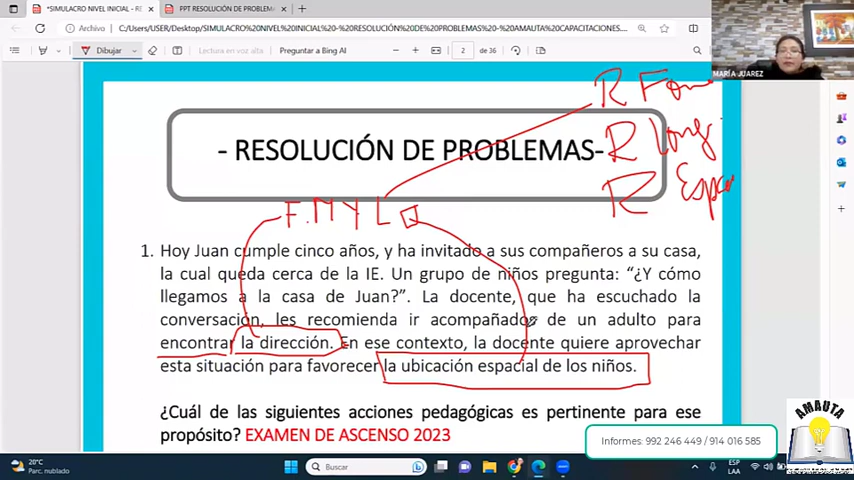 *SIMULACRO NIVEL INICIAL - RE
PPT RESOLUCIÓN DE PROBLEMA
Archivo
C:/Users/USER/Desktop/SIMULACRO%20NIVEL%20INICIAL%20-%20RESOLUCIÓN%20DE%20PROBLEMAS%20-%20AMAUTA%20CAPACITACIONES....
Dibujar
Lectura en voz alta
Preguntar a Bing AI
2
de 36
MARÍA JUAREZ
R Fon
- RESOLUCIÓN DE PROBLEMAS-
R Long.
R Espa
F. M Y L
1. Hoy Juan cumple cinco años, y ha invitado a sus compañeros a su casa,
la cual queda cerca de la IE. Un grupo de niños pregunta: “¿Y cómo
llegamos a la casa de Juan?”. La docente, que ha escuchado la
conversación, les recomienda ir acompañados de un adulto para
encontrar la dirección. En ese contexto, la docente quiere aprovechar
esta situación para favorecer la ubicación espacial de los niños.
¿Cuál de las siguientes acciones pedagógicas es pertinente para ese
propósito? EXAMEN DE ASCENSO 2023
Informes: 992 246 449 / 914 016 585
AMAUTA
20°C
Parc. nublado
Buscar
ESP
LAA